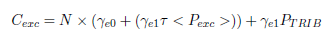 C_{exc} = N × (γ_{e0} + (γ_{e1}τ < P_{exc} >)) + γ_{e1}P_{TRIB}